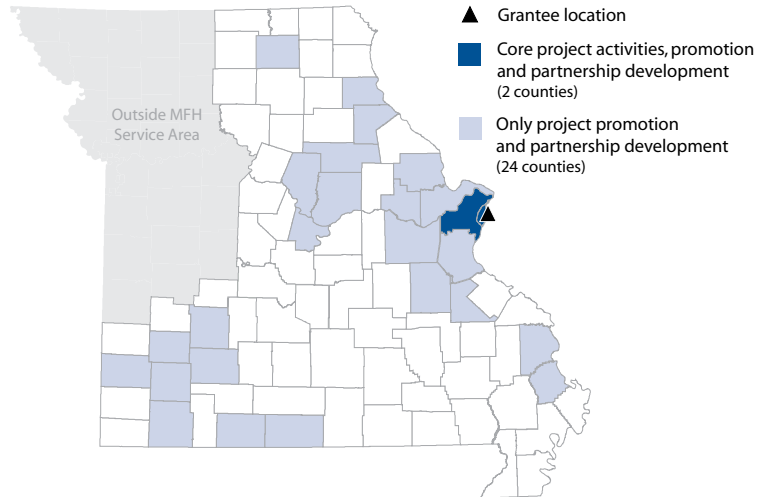 Grantee location
Core project activities, promotion
and partnership development
(2 counties)
Only project promotion
and partnership development
(24 counties)
Outside MFH
Service Area